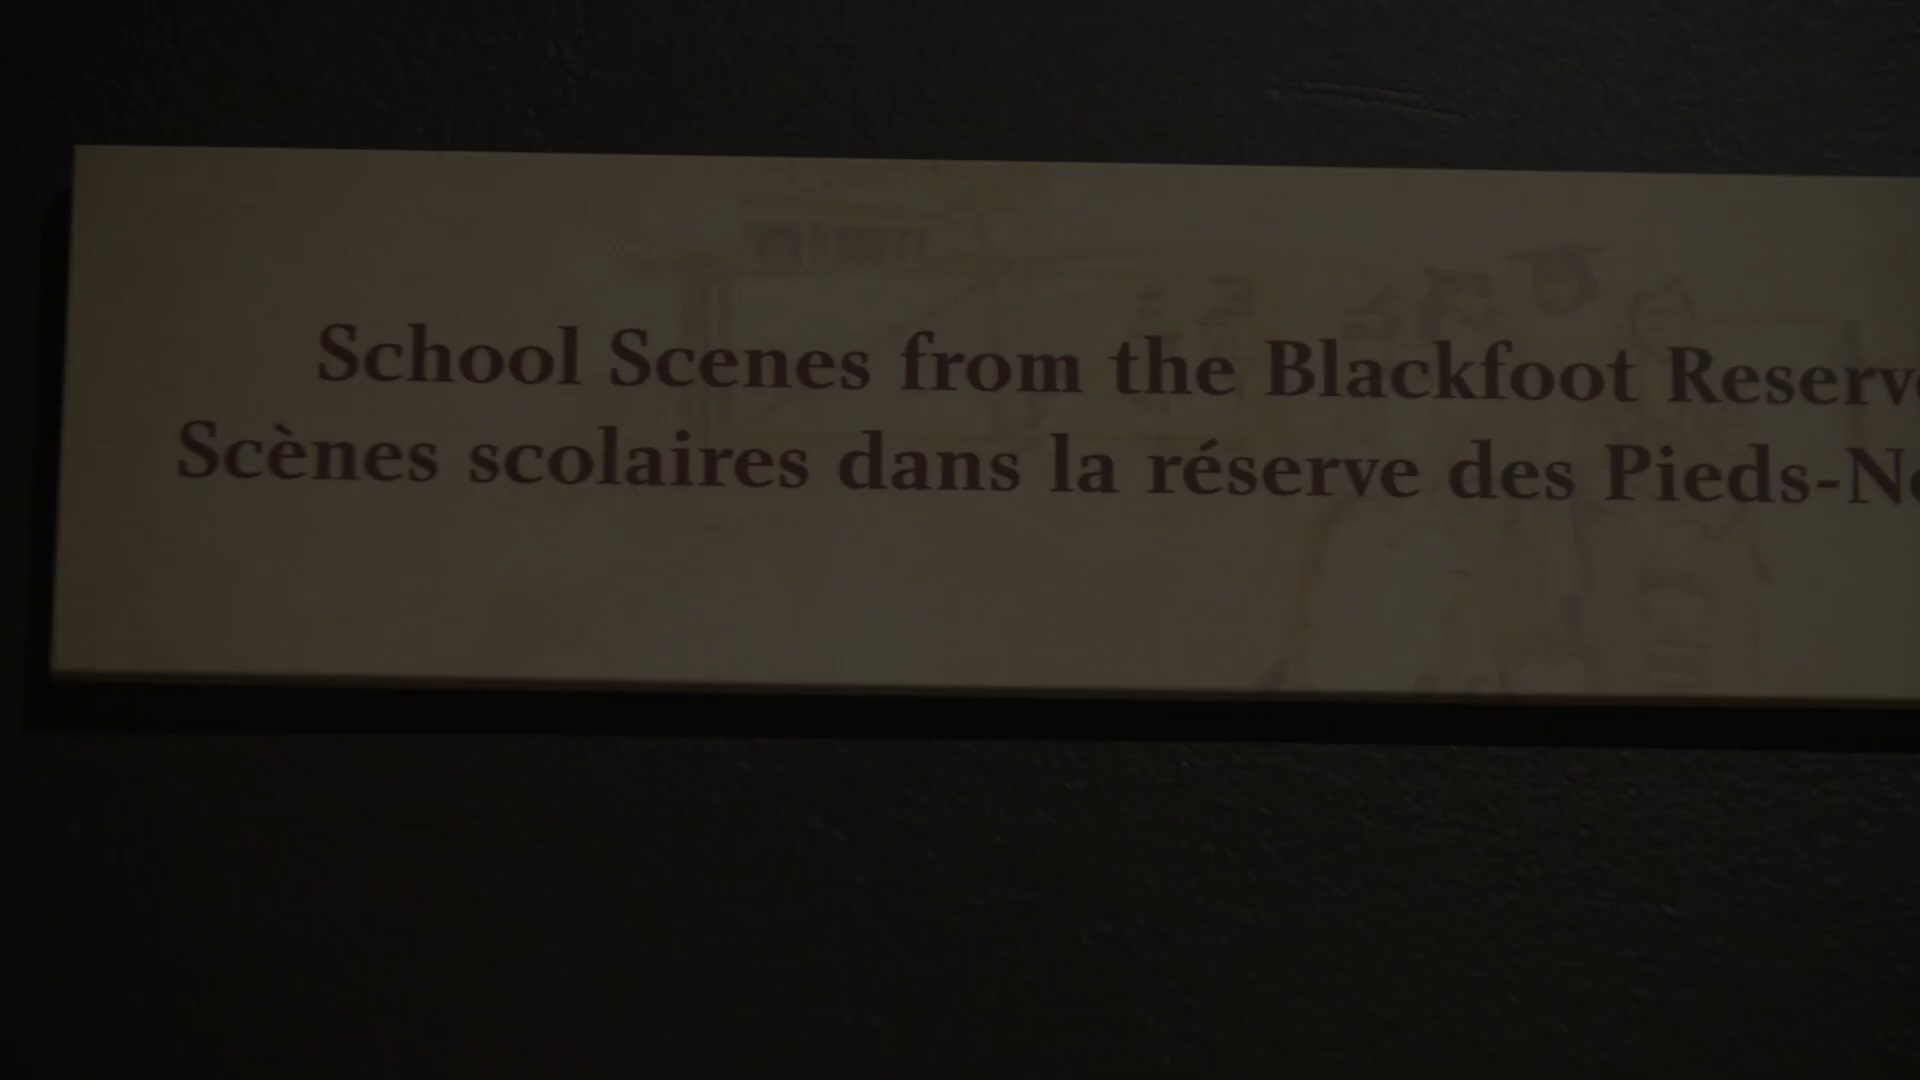 School Scenes from the Blackfoot
Scènes scolaires dans la réserve des